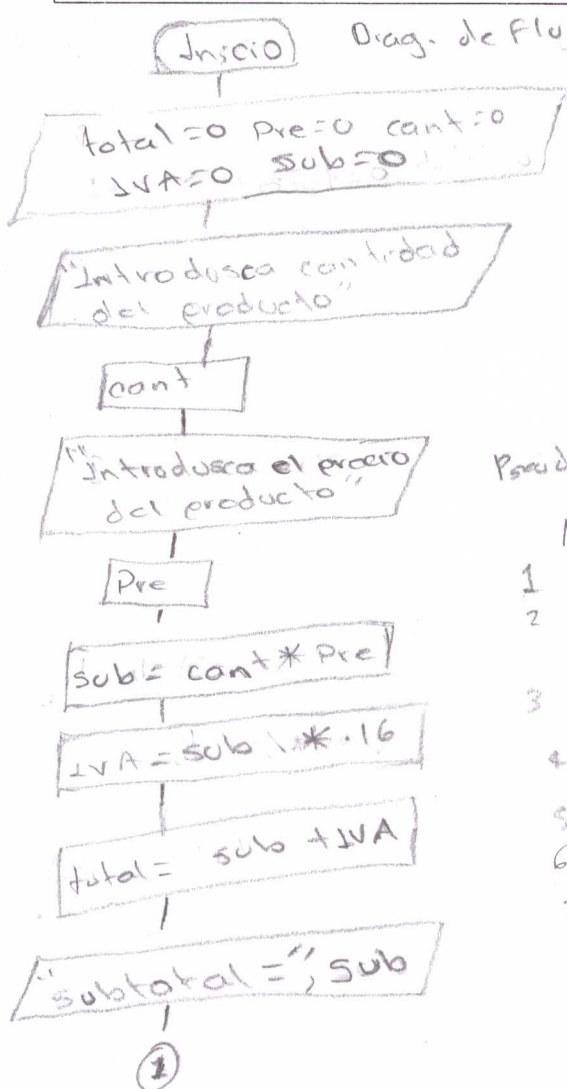 Inicio
Diag. de Flu
total=0 Pre=0 cant=0
IVA=0 sub=0
"Introdusca cantidad
del producto"
cant
"Introdusca el precio
del producto"
Pre
sub= cant * Pre
IVA = sub * .16
total= sub + IVA
"subtotal =", sub
1
Pseud
1
2
3
4
5
6